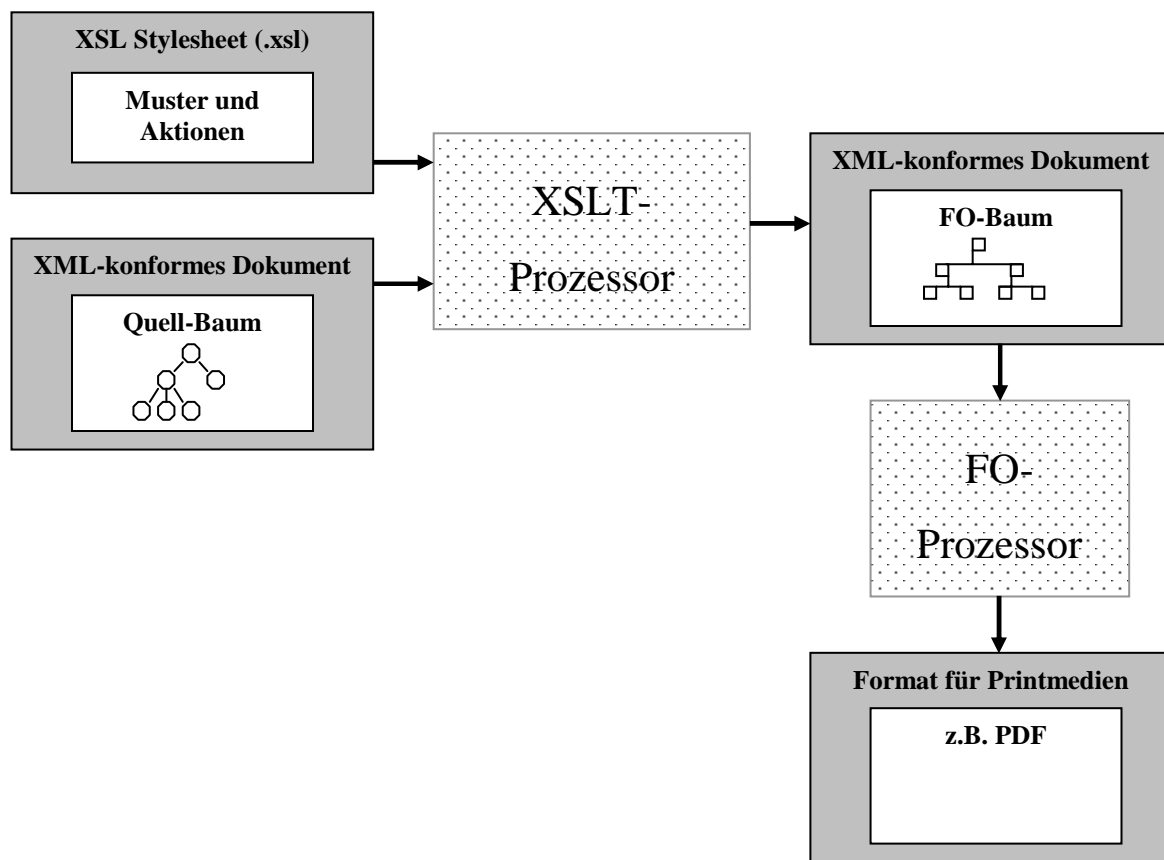 XSL Stylesheet (.xsl)
Muster und
Aktionen
XML-konformes Dokument
Quell-Baum
XSLT-
Prozessor
XML-konformes Dokument
FO-Baum
FO-
Prozessor
Format für Printmedien
z.B. PDF